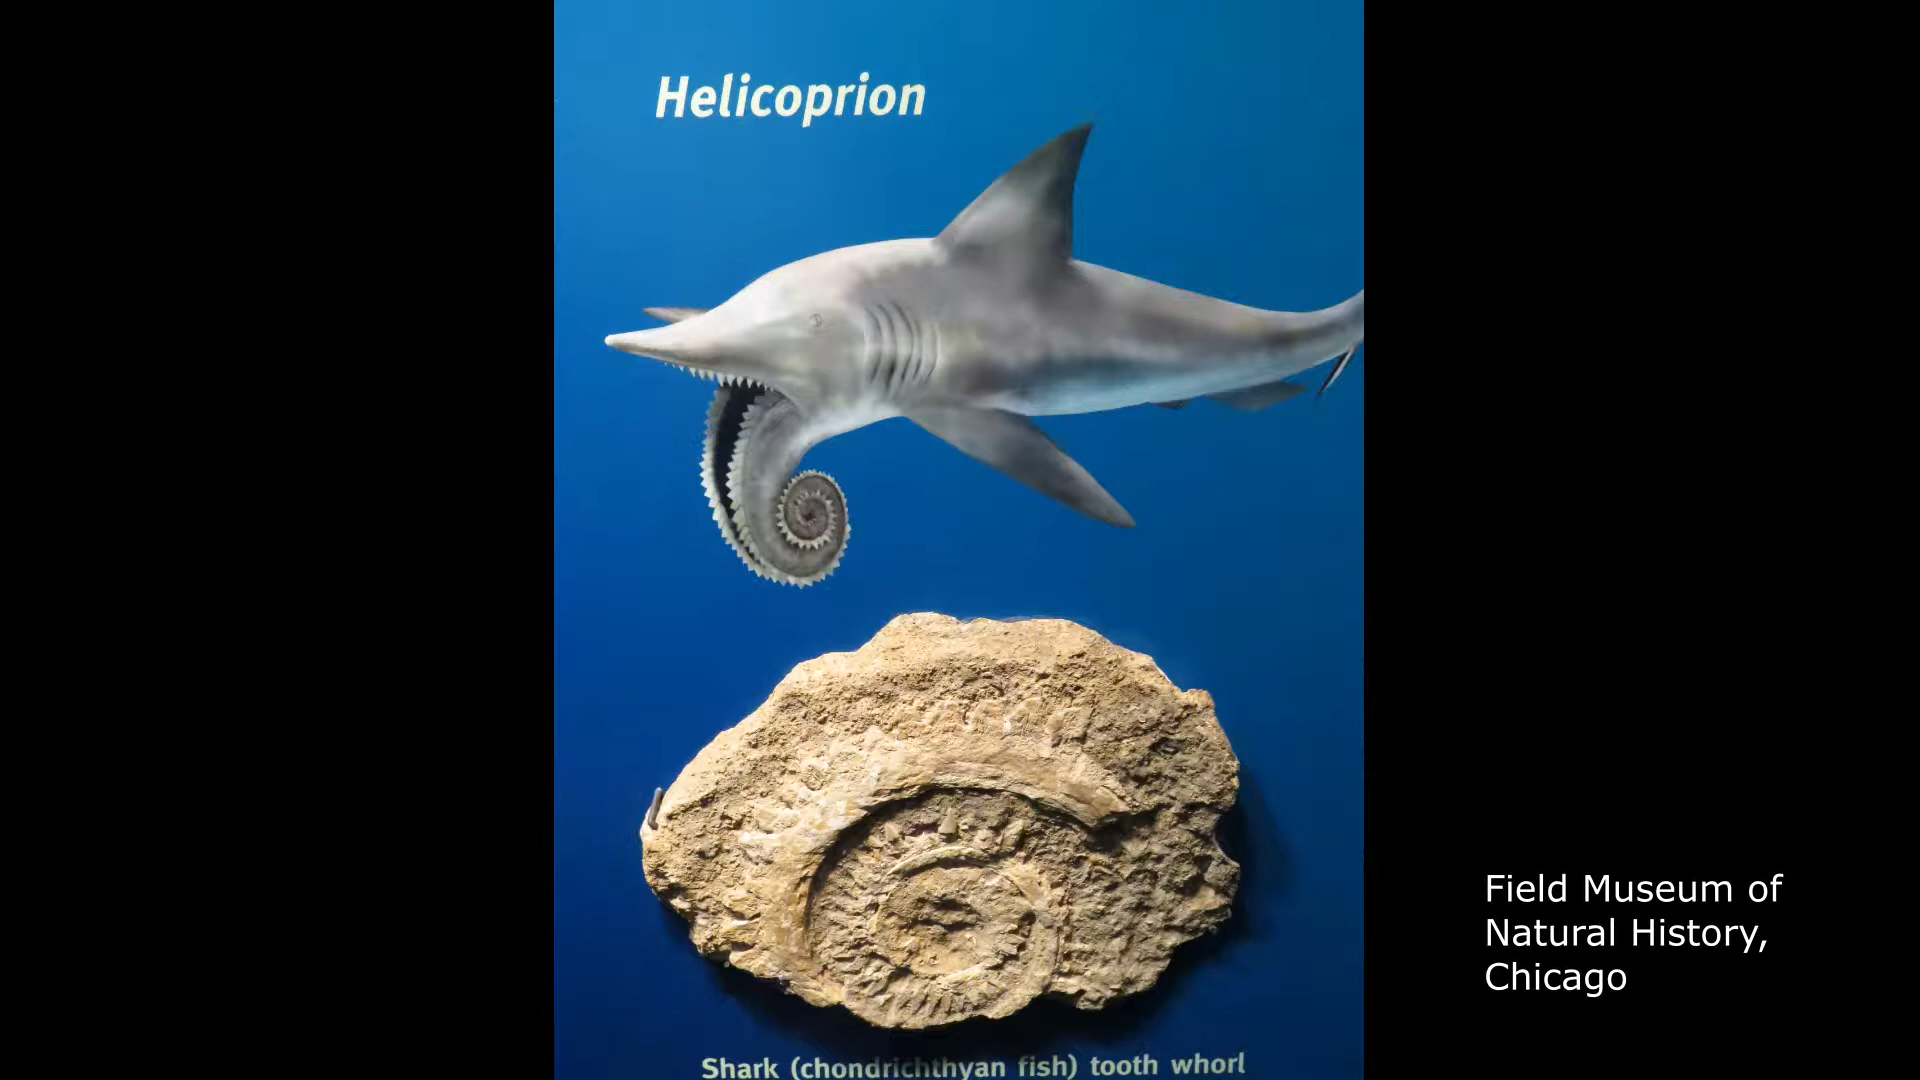 Helicoprion
Shark (chondrichthyan fish) tooth whorl
Field Museum of
Natural History,
Chicago